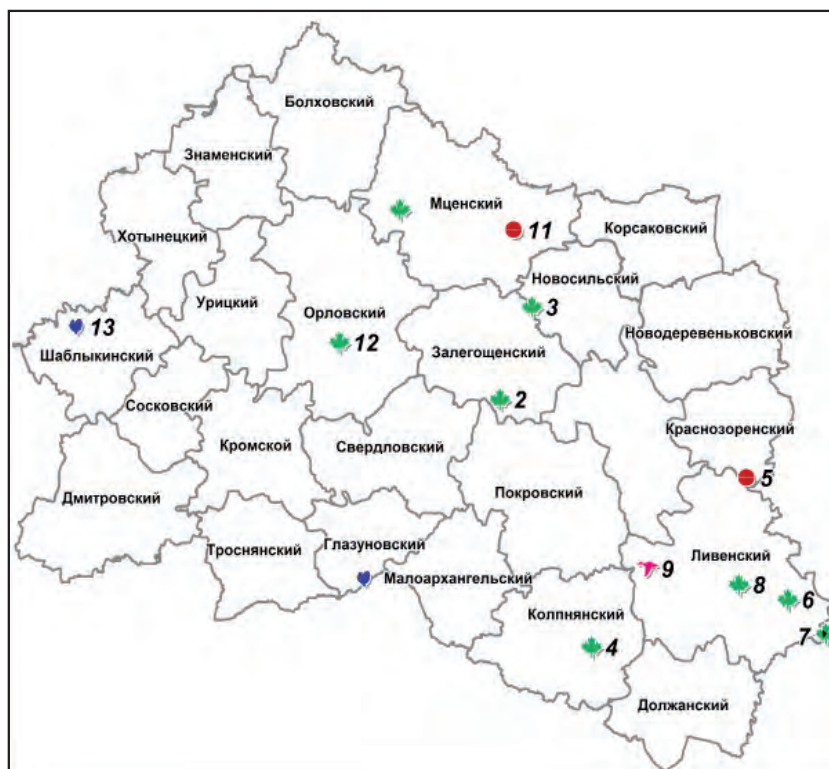 Болховский
Знаменский
Мценский
11
Корсаковский
Хотынецкий
Новосильский
3
Урицкий
Орловский
12
13
Шаблыкинский
Залегощенский
Новодеревеньковский
2
Сосковский
Краснозоренский
Кромской
Свердловский
5
Дмитровский
Покровский
Троснянский
Глазуновский
Ливенский
9
8
6
Малоархангельский
Колпнянский
4
7
Должанский